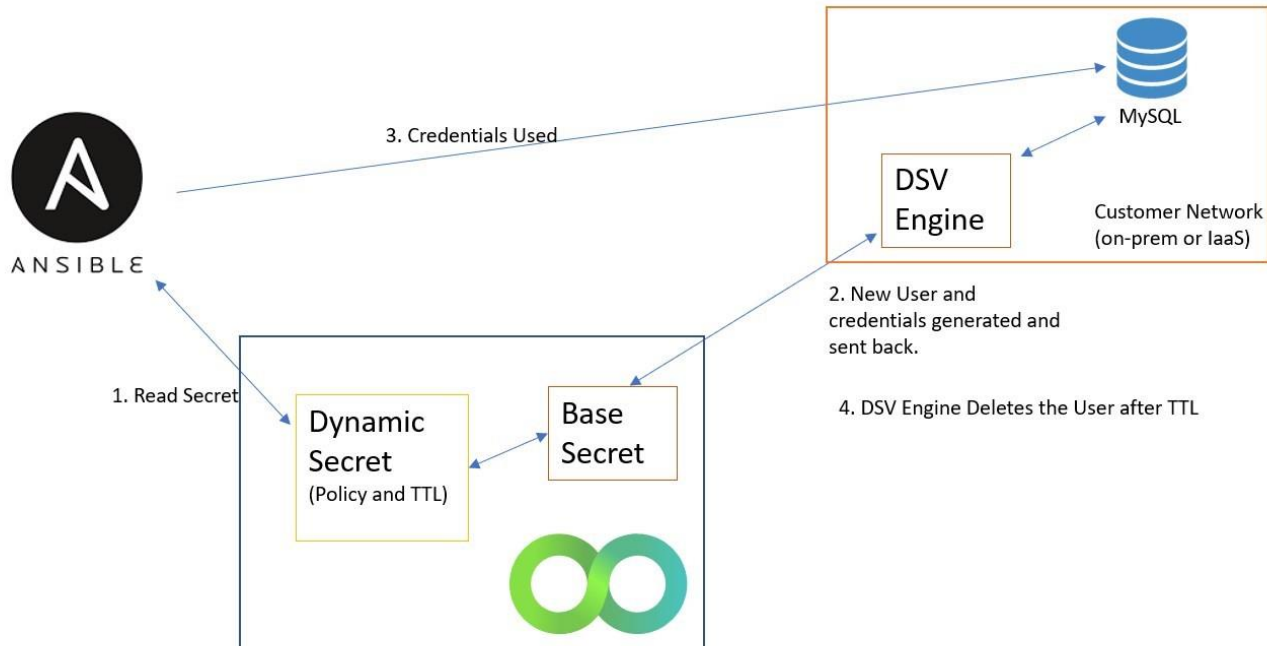 3. Credentials Used
MySQL
DSV
Engine
Customer Network
(on-prem or IaaS)
ANSIBLE
2. New User and
credentials generated and
sent back.
1. Read Secret
Dynamic
Secret
(Policy and TTL)
Base
Secret
4. DSV Engine Deletes the User after TTL